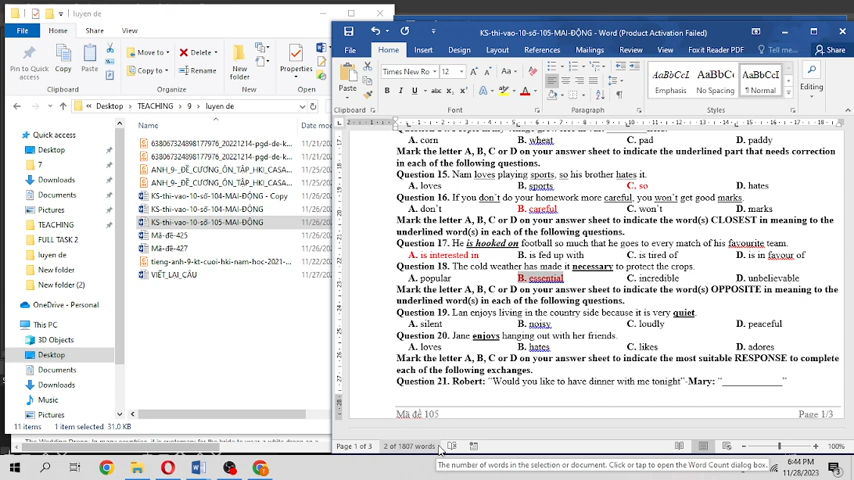 luyen de
File
Home
Share
View
Pin to Quick access
Copy
Paste
Move to
Delete
Copy to
Rename
New folder
Properties
Select
Clipboard
Organize
New
Open
Desktop
TEACHING
9
luyen de
Name
Date mod
Quick access
Desktop
7
Downloads
Documents
Pictures
TEACHING
FULL TASK 2
luyen de
New folder
New folder (2)
OneDrive - Personal
This PC
3D Objects
Desktop
Documents
Downloads
Music
Pictures
638067324898177976_20221214-pgd-de-k... 11/21/202
638067324898177976_20221214-pgd-de-k... 11/21/202
ANH_9-_ĐỀ_CƯƠNG_ÔN_TẬP_HKI_CASA... 11/21/202
ANH_9-_ĐỀ_CƯƠNG_ÔN_TẬP_HKI_CASA... 11/21/202
KS-thi-vao-10-số-104-MAI-ĐỘNG - Copy 11/26/202
KS-thi-vao-10-số-104-MAI-ĐỘNG 11/26/202
KS-thi-vao-10-số-105-MAI-ĐỘNG 11/26/202
Mã-đề-425 11/26/202
Mã-đề-427 11/26/202
tieng-anh-9-kt-cuoi-hki-nam-hoc-2021-... 11/27/202
VIẾT_LẠI_CÂU 11/27/202
11 items 1 item selected 31.0 KB
KS-thi-vao-10-số-105-MAI-ĐỘNG - Word (Product Activation Failed)
File Home Insert Design Layout References Mailings Review View Foxit Reader PDF Tell me... Share
Paste
Times New Ro 12
AaBbCcL AaBbCc AaBbCcI
Emphasis No Spacing ¶ Normal
Editing
Clipboard Font Paragraph Styles
A. corn B. wheat C. pad D. paddy
Mark the letter A, B, C or D on your answer sheet to indicate the underlined part that needs correction
in each of the following questions.
Question 15. Nam loves playing sports, so his brother hates it.
A. loves B. sports C. so D. hates
Question 16. If you don't do your homework more careful, you won't get good marks.
A. don't B. careful C. won't D. marks
Mark the letter A, B, C or D on your answer sheet to indicate the word(s) CLOSEST in meaning to the
underlined word(s) in each of the following questions.
Question 17. He is hooked on football so much that he goes to every match of his favourite team.
A. is interested in B. is fed up with C. is tired of D. is in favour of
Question 18. The cold weather has made it necessary to protect the crops.
A. popular B. essential C. incredible D. unbelievable
Mark the letter A, B, C or D on your answer sheet to indicate the word(s) OPPOSITE in meaning to the
underlined word(s) in each of the following questions.
Question 19. Lan enjoys living in the country side because it is very quiet.
A. silent B. noisy C. loudly D. peaceful
Question 20. Jane enjoys hanging out with her friends.
A. loves B. hates C. likes D. adores
Mark the letter A, B, C or D on your answer sheet to indicate the most suitable RESPONSE to complete
each of the following exchanges.
Question 21. Robert: "Would you like to have dinner with me tonight"-Mary: "______________"
Mã đề 105 Page 1/3
Page 1 of 3 2 of 1807 words 100%
The number of words in the selection or document. Click or tap to open the Word Count dialog box.
6:44 PM
11/28/2023
3